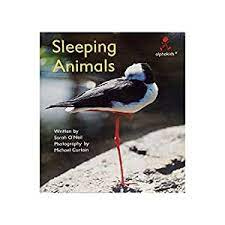 Sleeping
Animals
alphakids
Written by
Sarah O'Neil
Photography by
Michael Curtain